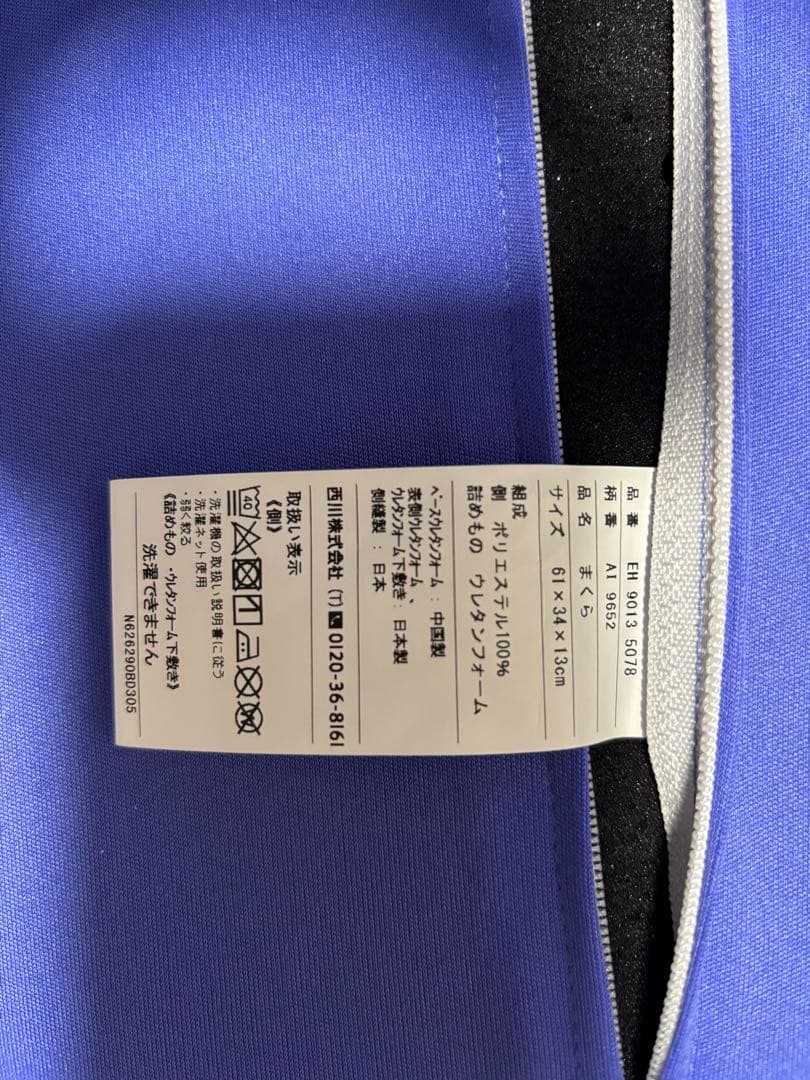 品 番 EH 9013 5078
柄 番 AI 9652
品 名 まくら
サイズ 61×34×13cm
組成
側 ポリエステル100%
詰めもの ウレタンフォーム
ベースウレタンフォーム : 中国製
表側ウレタンフォーム、
ウレタンフォーム下敷き : 日本製
側縫製 : 日本
西川株式会社 (T) 0120-36-8161
取扱い表示
《側》
40
・洗濯機の取扱い説明書に従う
・洗濯ネット使用
・弱く絞る
《詰めもの・ウレタンフォーム下敷き》
洗濯できません
N626290BD305